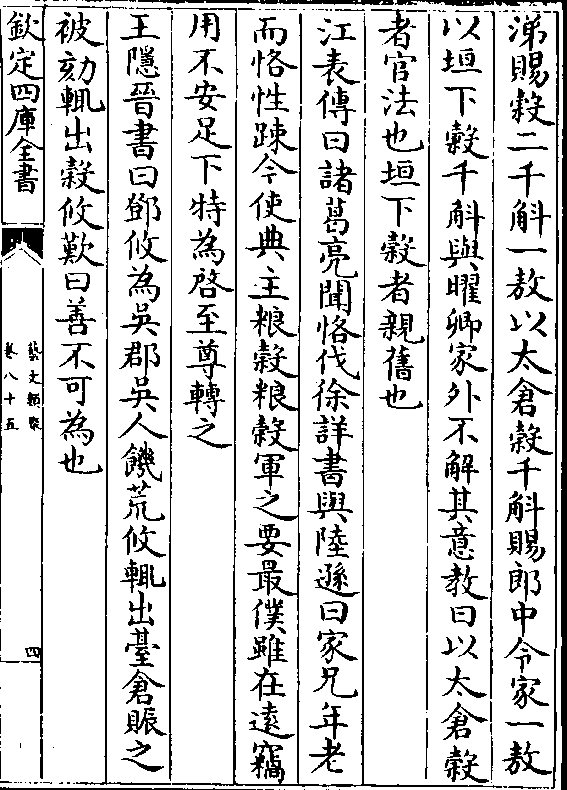 涕賜穀二千斛一教以太倉穀千斛賜郎中令家一教
以垣下穀千斛與曜卿家外不解其意教曰以太倉穀
者官法也垣下穀者親舊也
江表傳曰諸葛亮聞恪伐徐詳書與陸遜曰家兄年老
而恪性踈今使典主粮穀粮穀軍之要最僕雖在遠竊
用不安足下特為啓至尊轉之
王隱晉書曰鄧攸為吳郡吳人饑荒攸輒出臺倉賑之
被劾輒出穀攸歎曰善不可為也
欽定四庫全書
藝文類聚
卷八十五
四